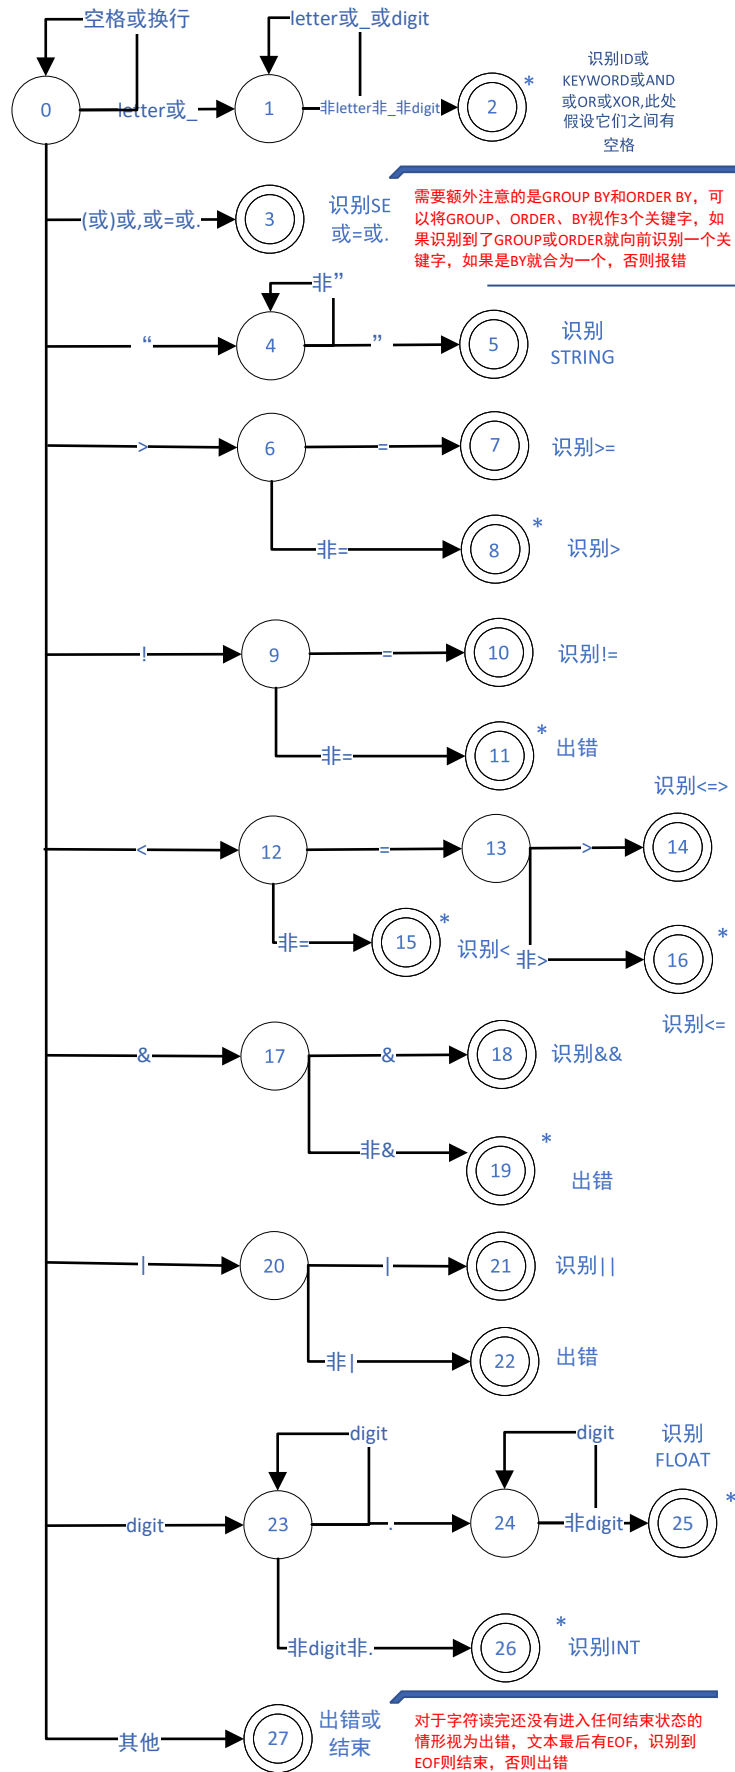 空格或换行
letter或_或digit
0
letter或_
1
非letter非_非digit
2
*
识别ID或
KEYWORD或AND
或OR或XOR,此处
假设它们之间有
空格
(或)或,或=或.
3
识别SE
或=或.
需要额外注意的是GROUP BY和ORDER BY，可
以将GROUP、ORDER、BY视作3个关键字，如
果识别到了GROUP或ORDER就向前识别一个关
键字，如果是BY就合为一个，否则报错
非”
“
4
”
5
识别
STRING
>
6
=
7
识别>=
非=
8
*
识别>
!
9
=
10
识别!=
非=
11
*
出错
识别<=>
<
12
=
13
>
14
非=
15
*
识别<
非>
16
*
识别<=
&
17
&
18
识别&&
非&
19
*
出错
|
20
|
21
识别||
非|
22
出错
digit
digit
识别
FLOAT
digit
23
.
24
非digit
25
*
非digit非.
26
*
识别INT
其他
27
出错或
结束
对于字符读完还没有进入任何结束状态的
情形视为出错，文本最后有EOF，识别到
EOF则结束，否则出错